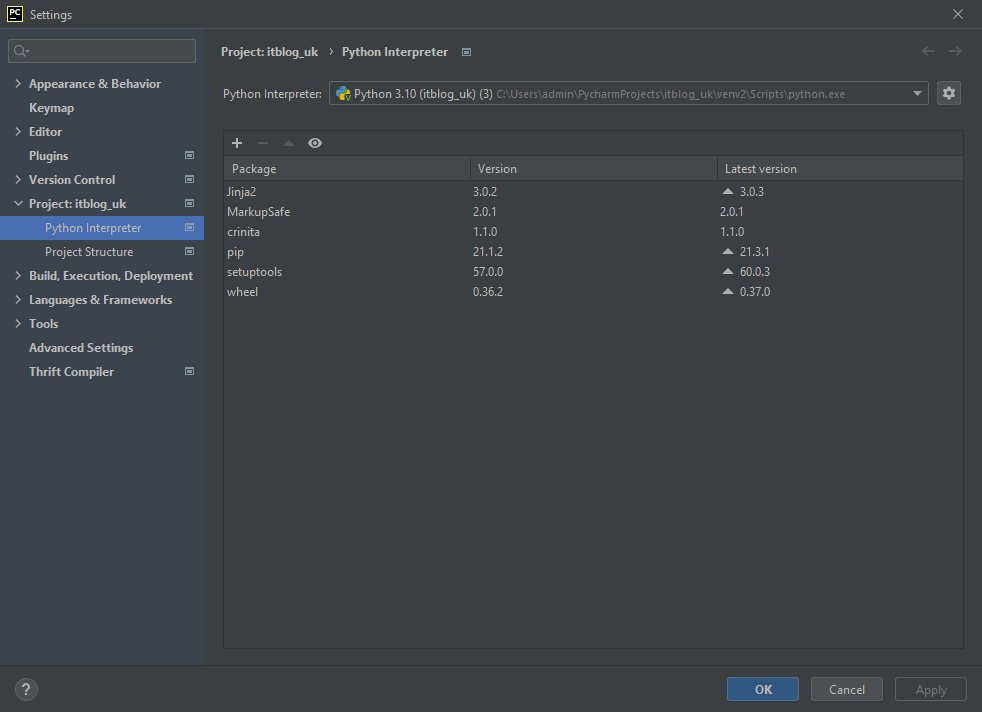 PC Settings
Project: itblog_uk › Python Interpreter
Appearance & Behavior
Keymap
Editor
Plugins
Version Control
Project: itblog_uk
Python Interpreter
Project Structure
Build, Execution, Deployment
Languages & Frameworks
Tools
Advanced Settings
Thrift Compiler
Python Interpreter: Python 3.10 (itblog_uk) (3) C:\Users\admin\PycharmProjects\itblog_uk\venv2\Scripts\python.exe
Package Version Latest version
Jinja2 3.0.2 3.0.3
MarkupSafe 2.0.1 2.0.1
crinita 1.1.0 1.1.0
pip 21.1.2 21.3.1
setuptools 57.0.0 60.0.3
wheel 0.36.2 0.37.0
? OK Cancel Apply